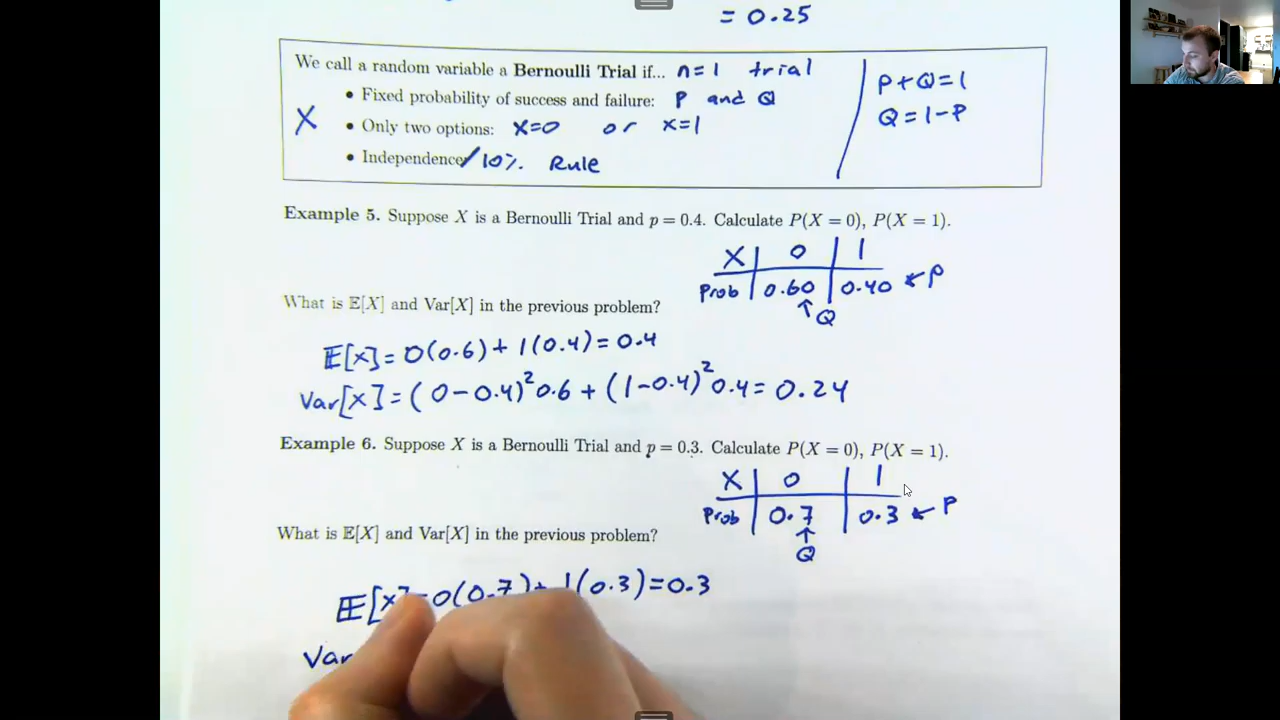 = 0.25
We call a random variable a Bernoulli Trial if... n=1 trial
• Fixed probability of success and failure: P and Q
X • Only two options: X=0 or X=1
• Independence/10% Rule
P+Q=1
Q=1-P
Example 5. Suppose X is a Bernoulli Trial and p = 0.4. Calculate P(X = 0), P(X = 1).
X | 0 | 1
Prob | 0.60 | 0.40 ← P
↑ Q
What is 𝔼[X] and Var[X] in the previous problem?
𝔼[X]= 0(0.6)+ 1(0.4)= 0.4
Var[X]= (0-0.4)²0.6 + (1-0.4)²0.4= 0.24
Example 6. Suppose X is a Bernoulli Trial and p = 0.3. Calculate P(X = 0), P(X = 1).
X | 0 | 1
Prob | 0.7 | 0.3 ← P
↑
Q
What is 𝔼[X] and Var[X] in the previous problem?
𝔼[X]=0(0.7)+ 1(0.3)=0.3
Var